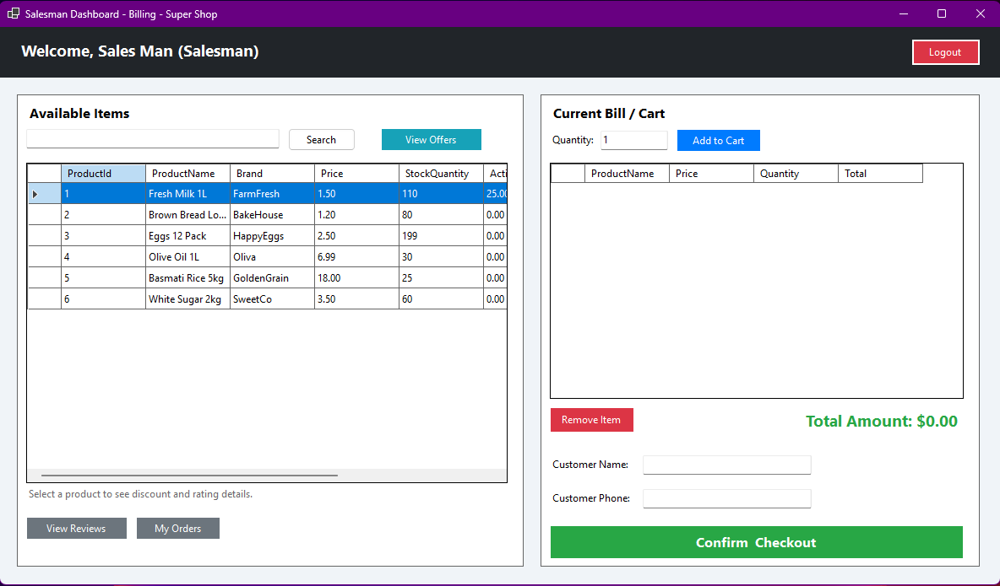 Salesman Dashboard - Billing - Super Shop
Welcome, Sales Man (Salesman)
Logout
Available Items
Search
View Offers
ProductId ProductName Brand Price StockQuantity Acti
1 Fresh Milk 1L FarmFresh 1.50 110 25.00
2 Brown Bread Lo... BakeHouse 1.20 80 0.00
3 Eggs 12 Pack HappyEggs 2.50 199 0.00
4 Olive Oil 1L Oliva 6.99 30 0.00
5 Basmati Rice 5kg GoldenGrain 18.00 25 0.00
6 White Sugar 2kg SweetCo 3.50 60 0.00
Select a product to see discount and rating details.
View Reviews
My Orders
Current Bill / Cart
Quantity: 1
Add to Cart
ProductName Price Quantity Total
Remove Item
Total Amount: $0.00
Customer Name:
Customer Phone:
Confirm Checkout